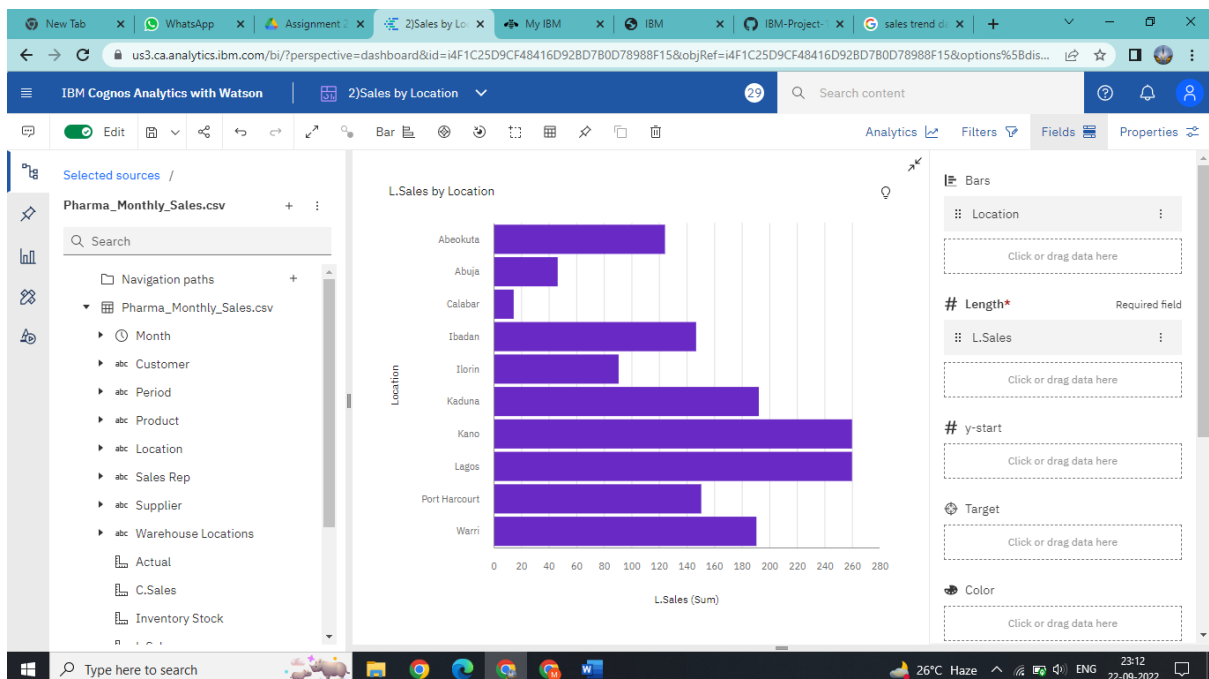 New Tab
WhatsApp
Assignment 2
2)Sales by Loc
My IBM
IBM
IBM-Project-1
sales trend da
us3.ca.analytics.ibm.com/bi/?perspective=dashboard&id=i4F1C25D9CF48416D92BD7B0D78988F15&objRef=i4F1C25D9CF48416D92BD7B0D78988F15&options%5Bdis...
IBM Cognos Analytics with Watson
2)Sales by Location
29
Search content
Edit
Bar
Analytics
Filters
Fields
Properties
Selected sources /
Pharma_Monthly_Sales.csv
Search
Navigation paths
Pharma_Monthly_Sales.csv
Month
abc Customer
abc Period
abc Product
abc Location
abc Sales Rep
abc Supplier
abc Warehouse Locations
Actual
C.Sales
Inventory Stock
L.Sales by Location
Location
Abeokuta
Abuja
Calabar
Ibadan
Ilorin
Kaduna
Kano
Lagos
Port Harcourt
Warri
0 20 40 60 80 100 120 140 160 180 200 220 240 260 280
L.Sales (Sum)
Bars
Location
Click or drag data here
# Length* Required field
L.Sales
Click or drag data here
# y-start
Click or drag data here
Target
Click or drag data here
Color
Click or drag data here
Type here to search
26°C Haze
ENG
23:12
22-09-2022